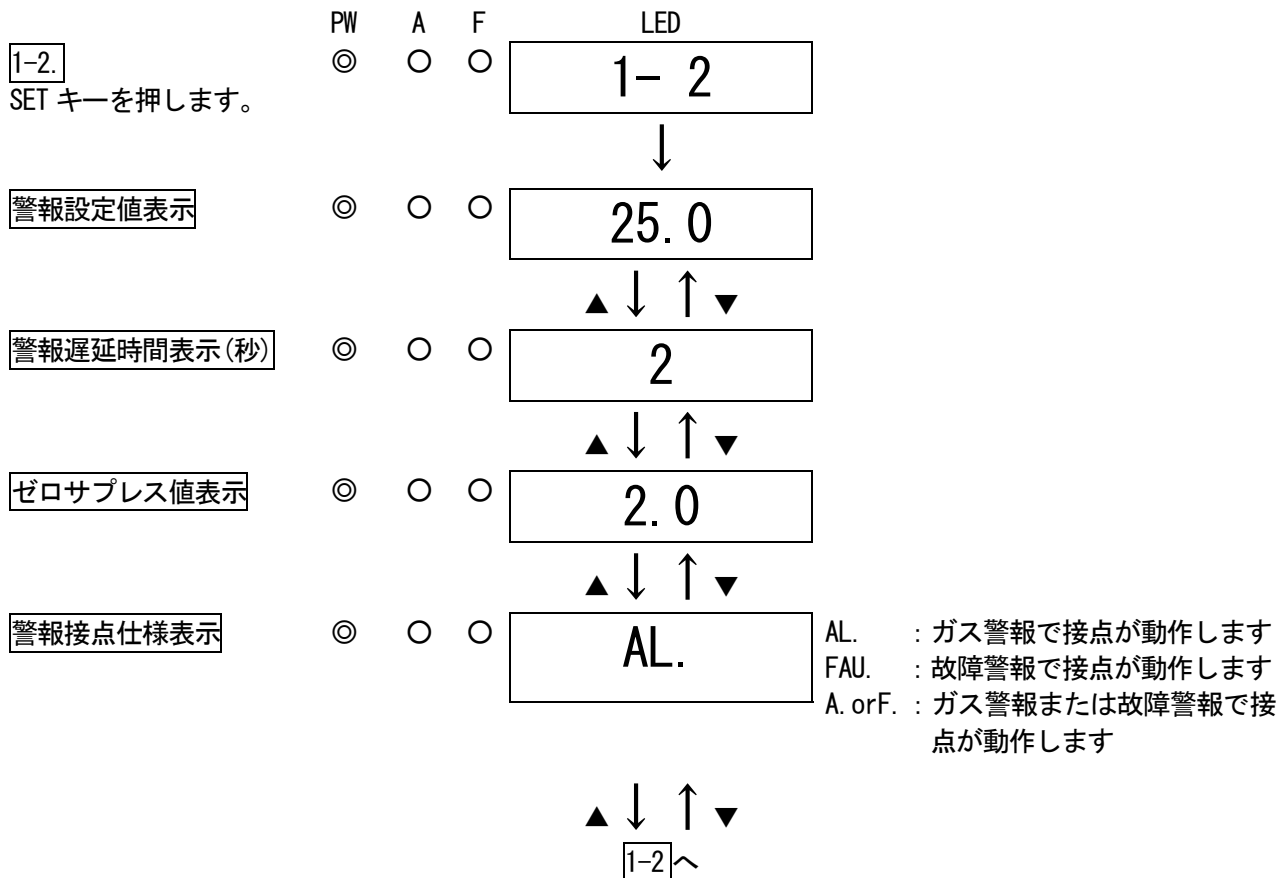 PW A F LED
1-2. ◎ ○ ○ 1- 2
SET キーを押します。
↓
警報設定値表示 ◎ ○ ○ 25.0
▲ ↓ ↑ ▼
警報遅延時間表示(秒) ◎ ○ ○ 2
▲ ↓ ↑ ▼
ゼロサプレス値表示 ◎ ○ ○ 2.0
▲ ↓ ↑ ▼
警報接点仕様表示 ◎ ○ ○ AL. AL. :ガス警報で接点が動作します
FAU. :故障警報で接点が動作します
A.orF. :ガス警報または故障警報で接
点が動作します
▲ ↓ ↑ ▼
1-2 へ